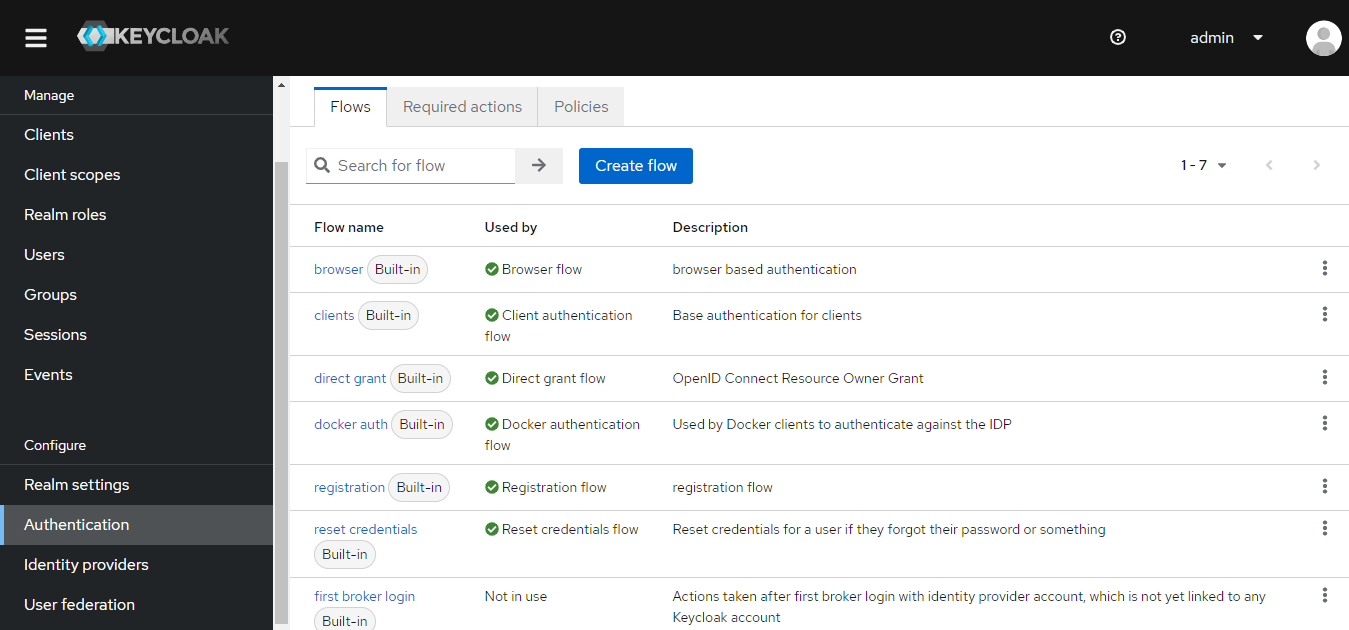 KEYCLOAK
admin
Manage
Clients
Client scopes
Realm roles
Users
Groups
Sessions
Events
Configure
Realm settings
Authentication
Identity providers
User federation
Flows Required actions Policies
Search for flow Create flow 1 - 7
Flow name Used by Description
browser Built-in Browser flow browser based authentication
clients Built-in Client authentication Base authentication for clients
flow
direct grant Built-in Direct grant flow OpenID Connect Resource Owner Grant
docker auth Built-in Docker authentication Used by Docker clients to authenticate against the IDP
flow
registration Built-in Registration flow registration flow
reset credentials Reset credentials flow Reset credentials for a user if they forgot their password or something
Built-in
first broker login Not in use Actions taken after first broker login with identity provider account, which is not yet linked to any
Built-in Keycloak account